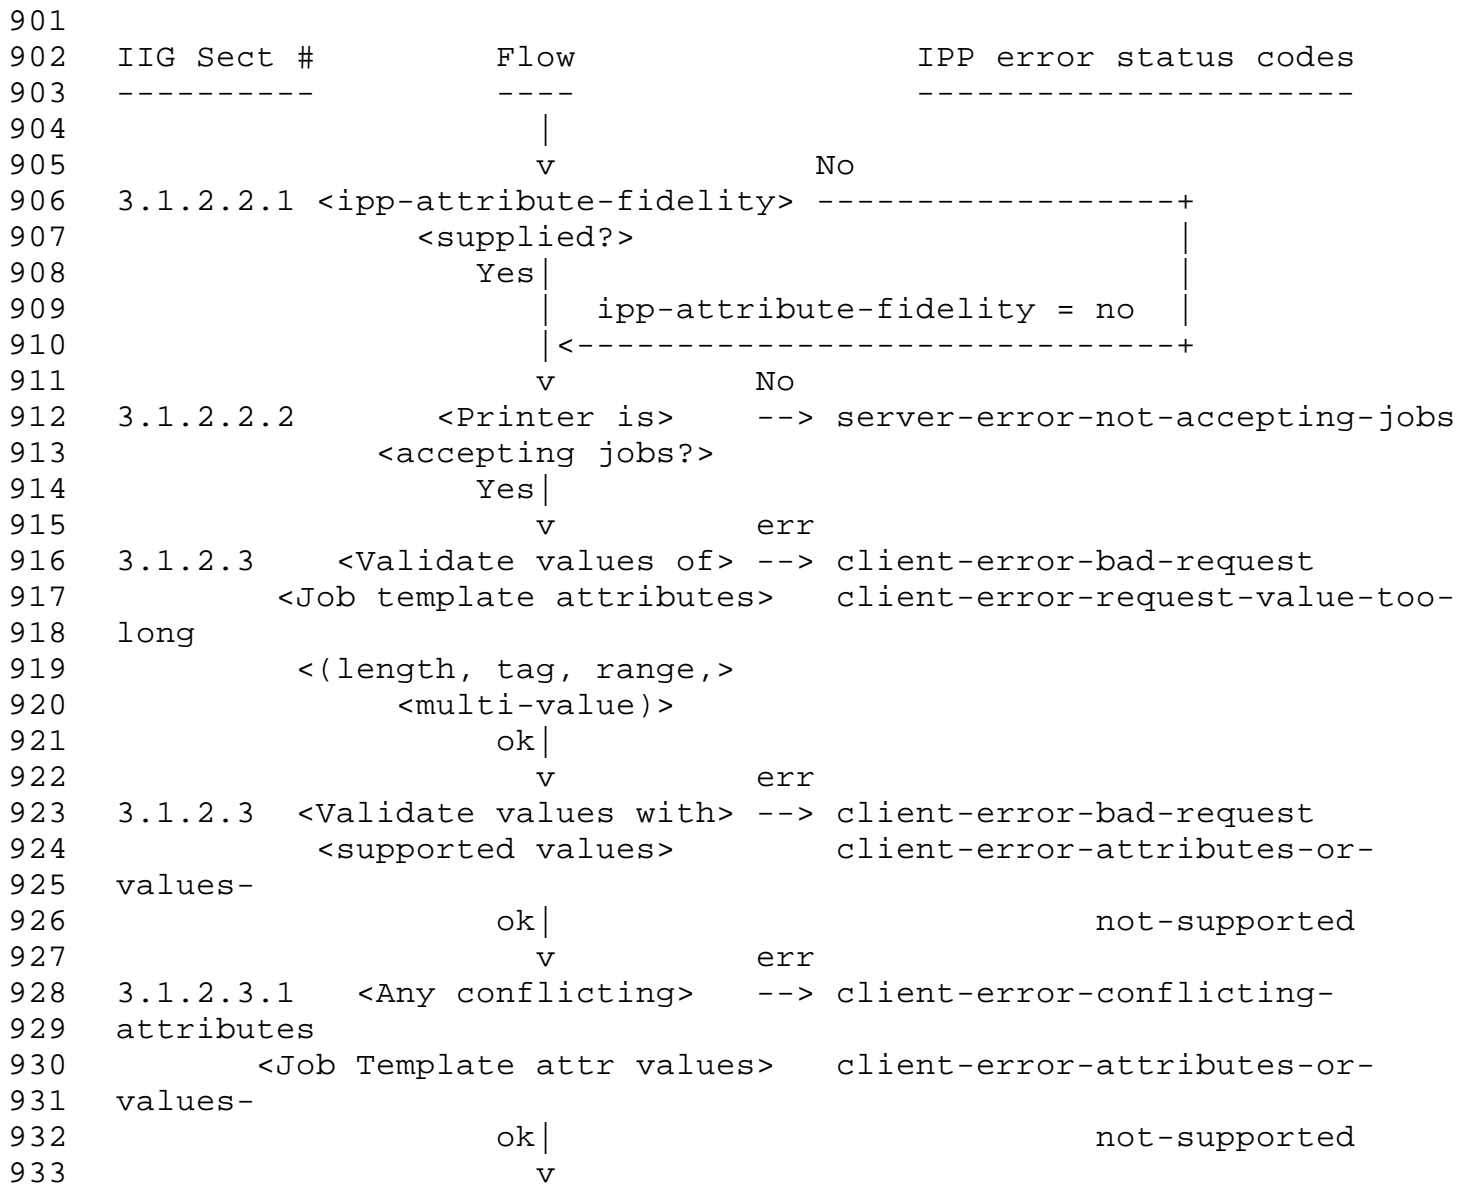 901
902  IIG Sect #         Flow                 IPP error status codes
903  ----------         ----                 ----------------------
904                       |
905                       v             No
906  3.1.2.2.1 <ipp-attribute-fidelity> ------------------+
907                 <supplied?>                            |
908                    Yes|                                |
909                       |  ipp-attribute-fidelity = no  |
910                       |<------------------------------+
911                       v          No
912  3.1.2.2.2       <Printer is>    --> server-error-not-accepting-jobs
913               <accepting jobs?>
914                    Yes|
915                       v          err
916  3.1.2.3    <Validate values of> --> client-error-bad-request
917          <Job template attributes>   client-error-request-value-too-
918  long
919           <(length, tag, range,>
920                <multi-value)>
921                     ok|
922                       v          err
923  3.1.2.3  <Validate values with> --> client-error-bad-request
924            <supported values>        client-error-attributes-or-
925  values-
926                     ok|                           not-supported
927                       v          err
928  3.1.2.3.1   <Any conflicting>   --> client-error-conflicting-
929  attributes
930         <Job Template attr values>   client-error-attributes-or-
931  values-
932                     ok|                           not-supported
933                       v